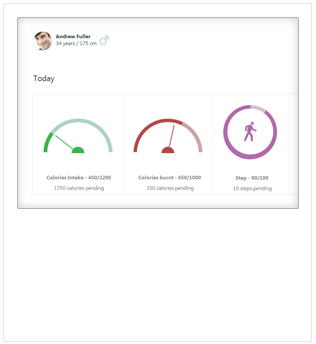 Andrew Fuller
34 years / 175 cm
Today
Calories Intake - 450/2200
1750 calories pending
Calories burnt - 650/1000
350 calories pending
Step - 90/100
10 steps pending